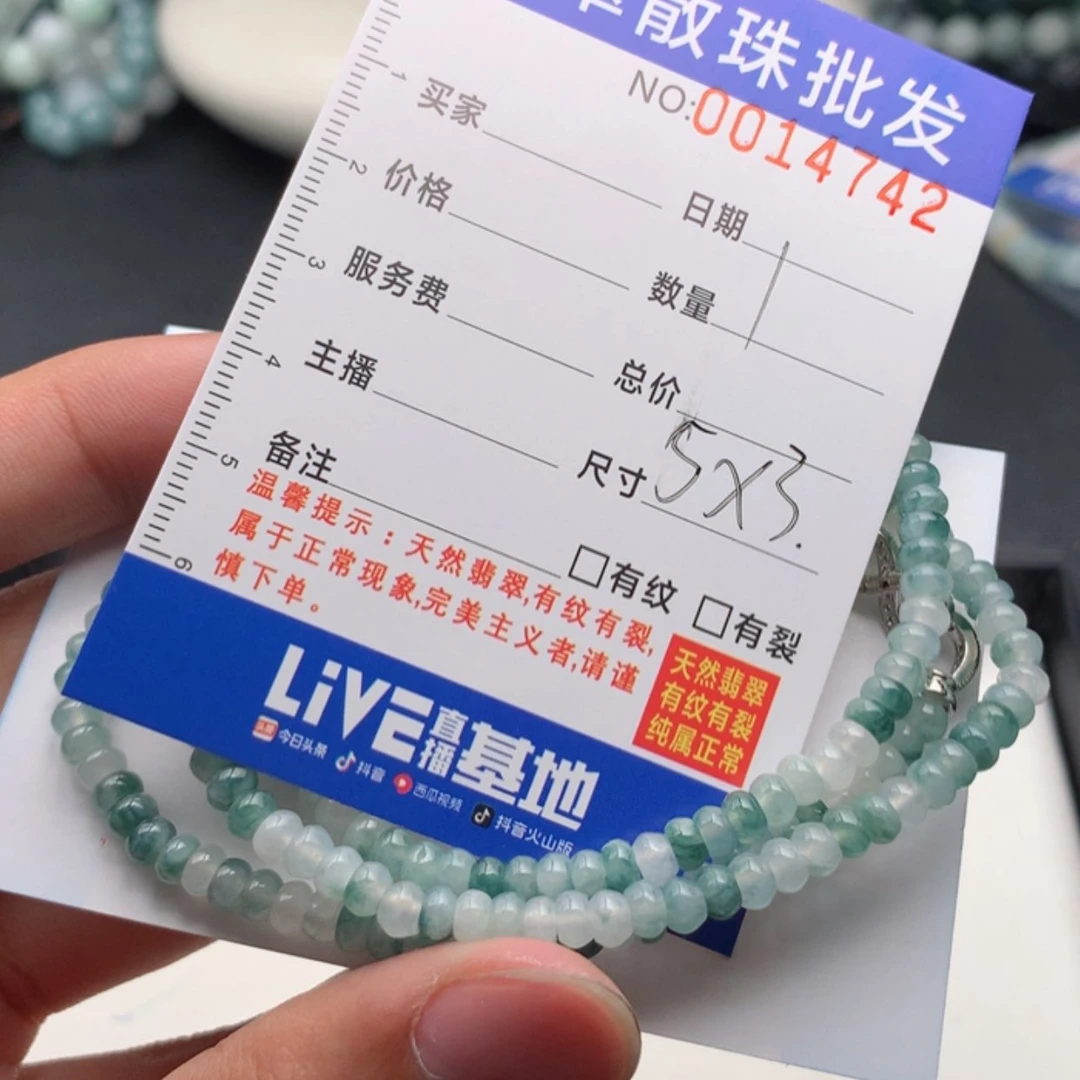 散珠批发
NO:0014742
买家
日期
价格
数量 1
服务费
总价
主播
尺寸 5X3.
备注
□有纹 □有裂
温馨提示：天然翡翠,有纹有裂,
属于正常现象,完美主义者,请谨
慎下单。
天然翡翠
有纹有裂
纯属正常
LiVE直播基地
头条 今日头条 抖音 西瓜视频 抖音火山版
1
2
3
4
5
6